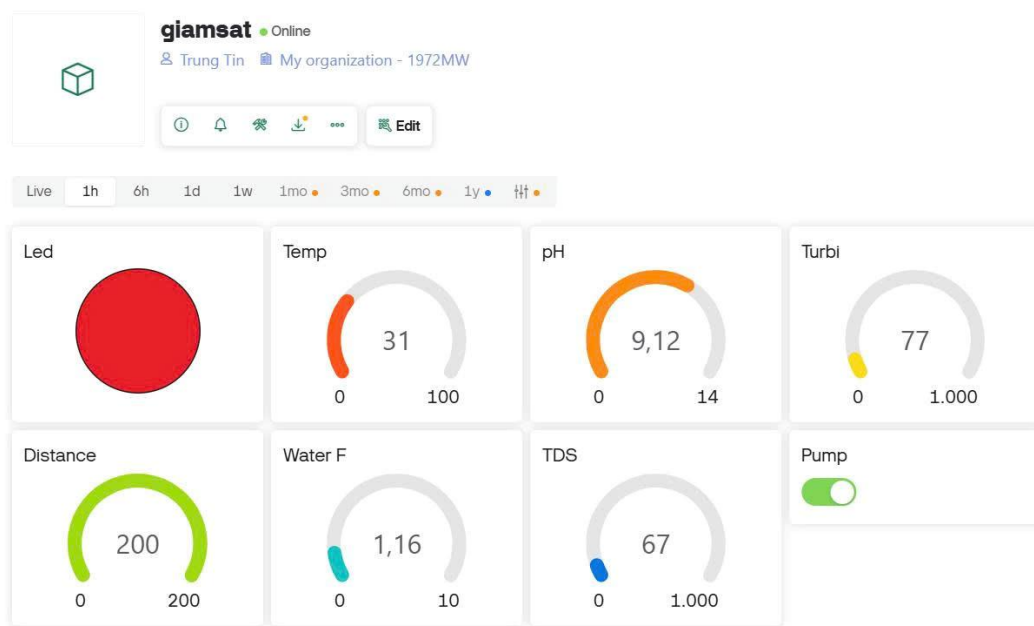 giamsat Online
Trung Tin My organization - 1972MW
Edit
Live 1h 6h 1d 1w 1mo 3mo 6mo 1y
Led Temp pH Turbi
31 9,12 77
0 100 0 14 0 1.000
Distance Water F TDS Pump
200 1,16 67
0 200 0 10 0 1.000